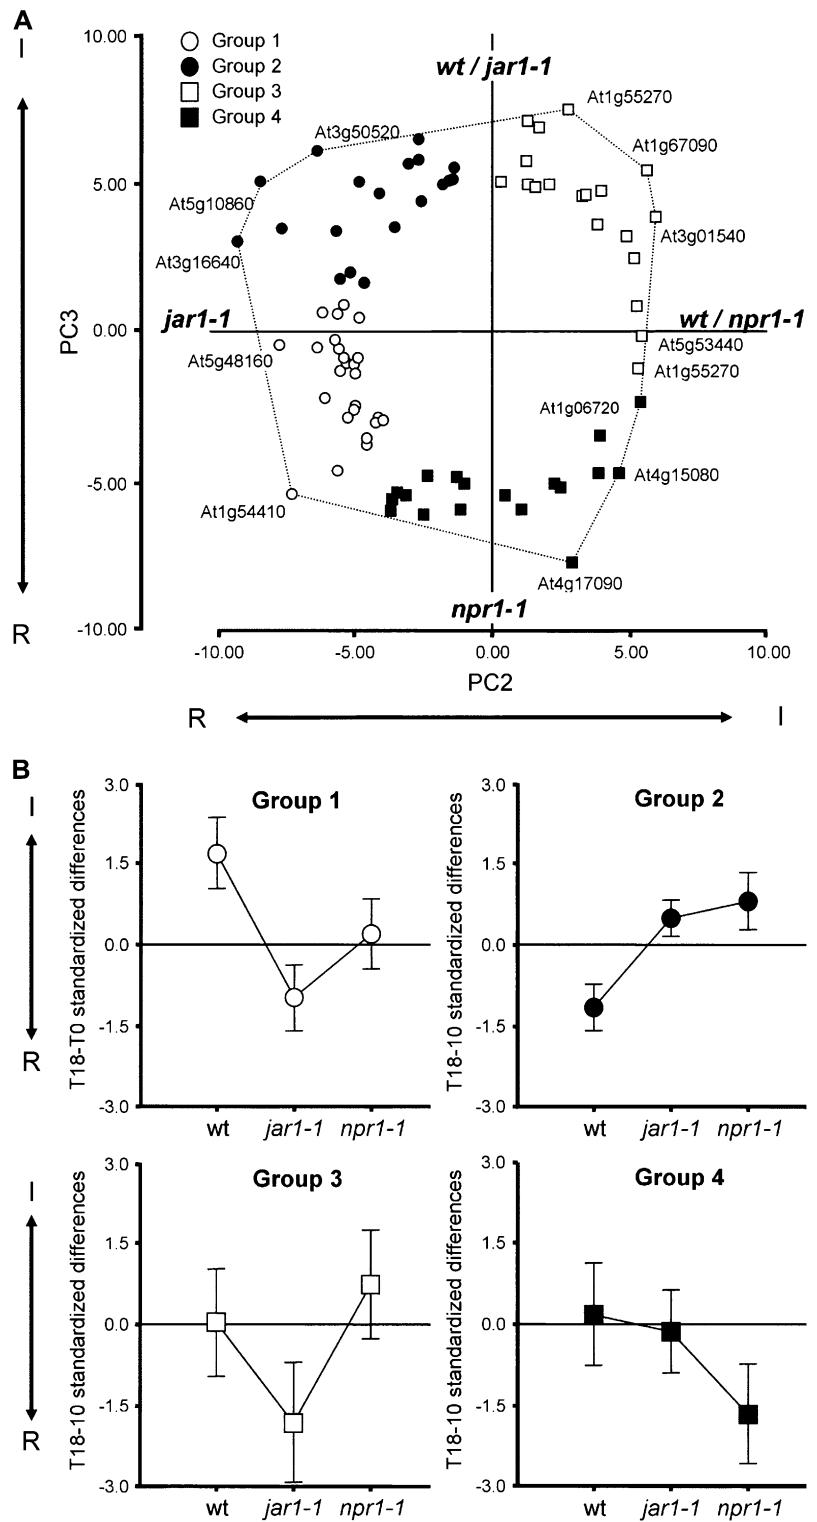 A
I
10.00
Group 1
Group 2
Group 3
Group 4
wt / jar1-1
At1g55270
At3g50520
At1g67090
5.00
At5g10860
At3g01540
At3g16640
PC3
0.00
jar1-1
wt / npr1-1
At5g48160
At5g53440
At1g55270
At1g06720
-5.00
At4g15080
At1g54410
At4g17090
npr1-1
R
-10.00
-10.00 -5.00 0.00 5.00 10.00
PC2
R I
B
I
R
T18-T0 standardized differences
3.0
1.5
0.0
-1.5
-3.0
Group 1
wt jar1-1 npr1-1
T18-10 standardized differences
3.0
1.5
0.0
-1.5
-3.0
Group 2
wt jar1-1 npr1-1
I
R
T18-10 standardized differences
3.0
1.5
0.0
-1.5
-3.0
Group 3
wt jar1-1 npr1-1
T18-10 standardized differences
3.0
1.5
0.0
-1.5
-3.0
Group 4
wt jar1-1 npr1-1